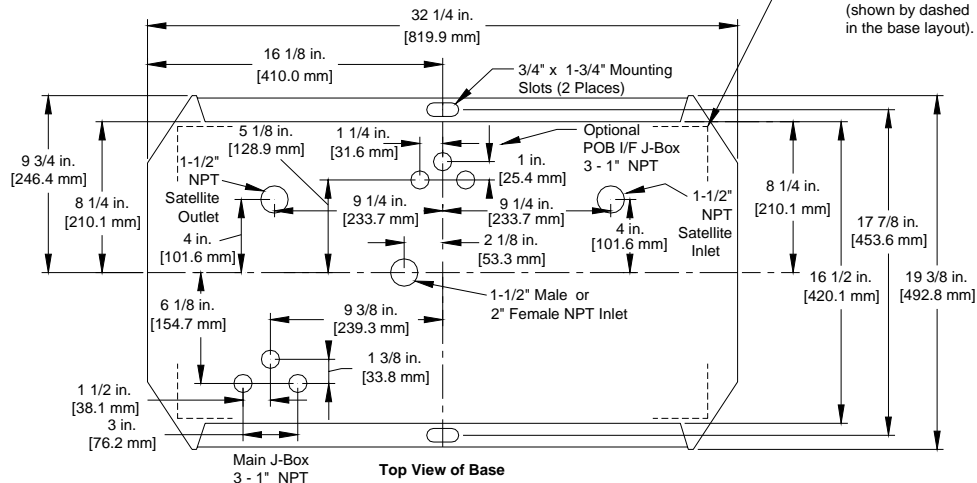 32 1/4 in.
[819.9 mm]
(shown by dashed
in the base layout).
16 1/8 in.
[410.0 mm]
3/4" x 1-3/4" Mounting
Slots (2 Places)
9 3/4 in.
[246.4 mm]
8 1/4 in.
[210.1 mm]
5 1/8 in.
[128.9 mm]
1-1/2"
NPT
Satellite
Outlet
1 1/4 in.
[31.6 mm]
1 in.
[25.4 mm]
Optional
POB I/F J-Box
3 - 1" NPT
9 1/4 in.
[233.7 mm]
9 1/4 in.
[233.7 mm]
1-1/2"
NPT
Satellite
Inlet
8 1/4 in.
[210.1 mm]
4 in.
[101.6 mm]
4 in.
[101.6 mm]
2 1/8 in.
[53.3 mm]
17 7/8 in.
[453.6 mm]
16 1/2 in.
[420.1 mm]
19 3/8 in.
[492.8 mm]
1-1/2" Male or
2" Female NPT Inlet
6 1/8 in.
[154.7 mm]
9 3/8 in.
[239.3 mm]
1 3/8 in.
[33.8 mm]
1 1/2 in.
[38.1 mm]
3 in.
[76.2 mm]
Main J-Box
3 - 1" NPT
Top View of Base